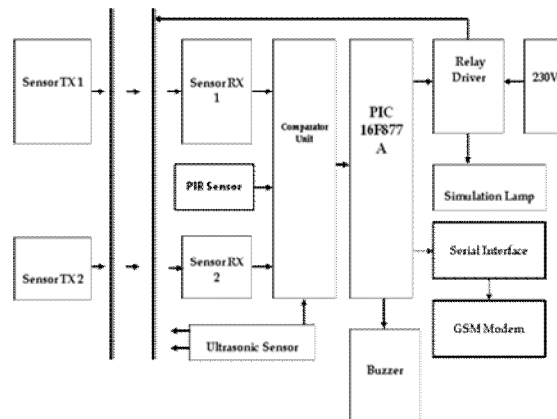 Sensor TX 1
Sensor RX
1
Comparator
Unit
PIC
16F877
A
Relay
Driver
230V
PIR Sensor
Simulation Lamp
Sensor TX 2
Sensor RX
2
Serial Interface
Ultrasonic Sensor
Buzzer
GSM Modem